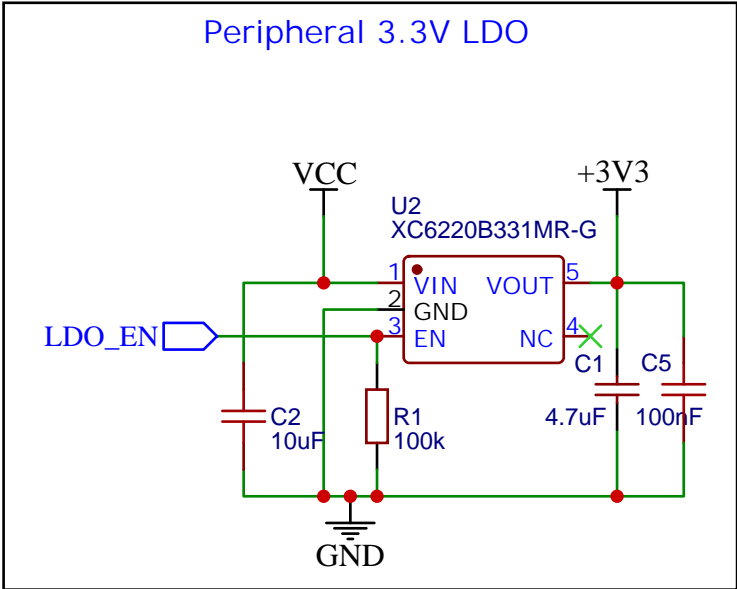 Peripheral 3.3V LDO
VCC
+3V3
U2
XC6220B331MR-G
1
VIN
VOUT
5
2
GND
LDO_EN
3
EN
NC
4
C1
C5
C2
10uF
R1
100k
4.7uF
100nF
GND